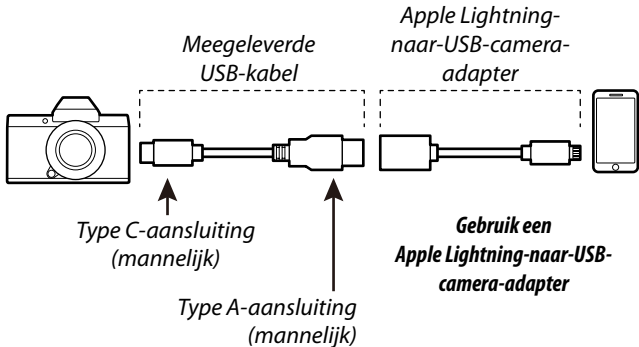 Meegeleverde
USB-kabel
Apple Lightning-
naar-USB-camera-
adapter
Type C-aansluiting
(mannelijk)
Type A-aansluiting
(mannelijk)
Gebruik een
Apple Lightning-naar-USB-
camera-adapter